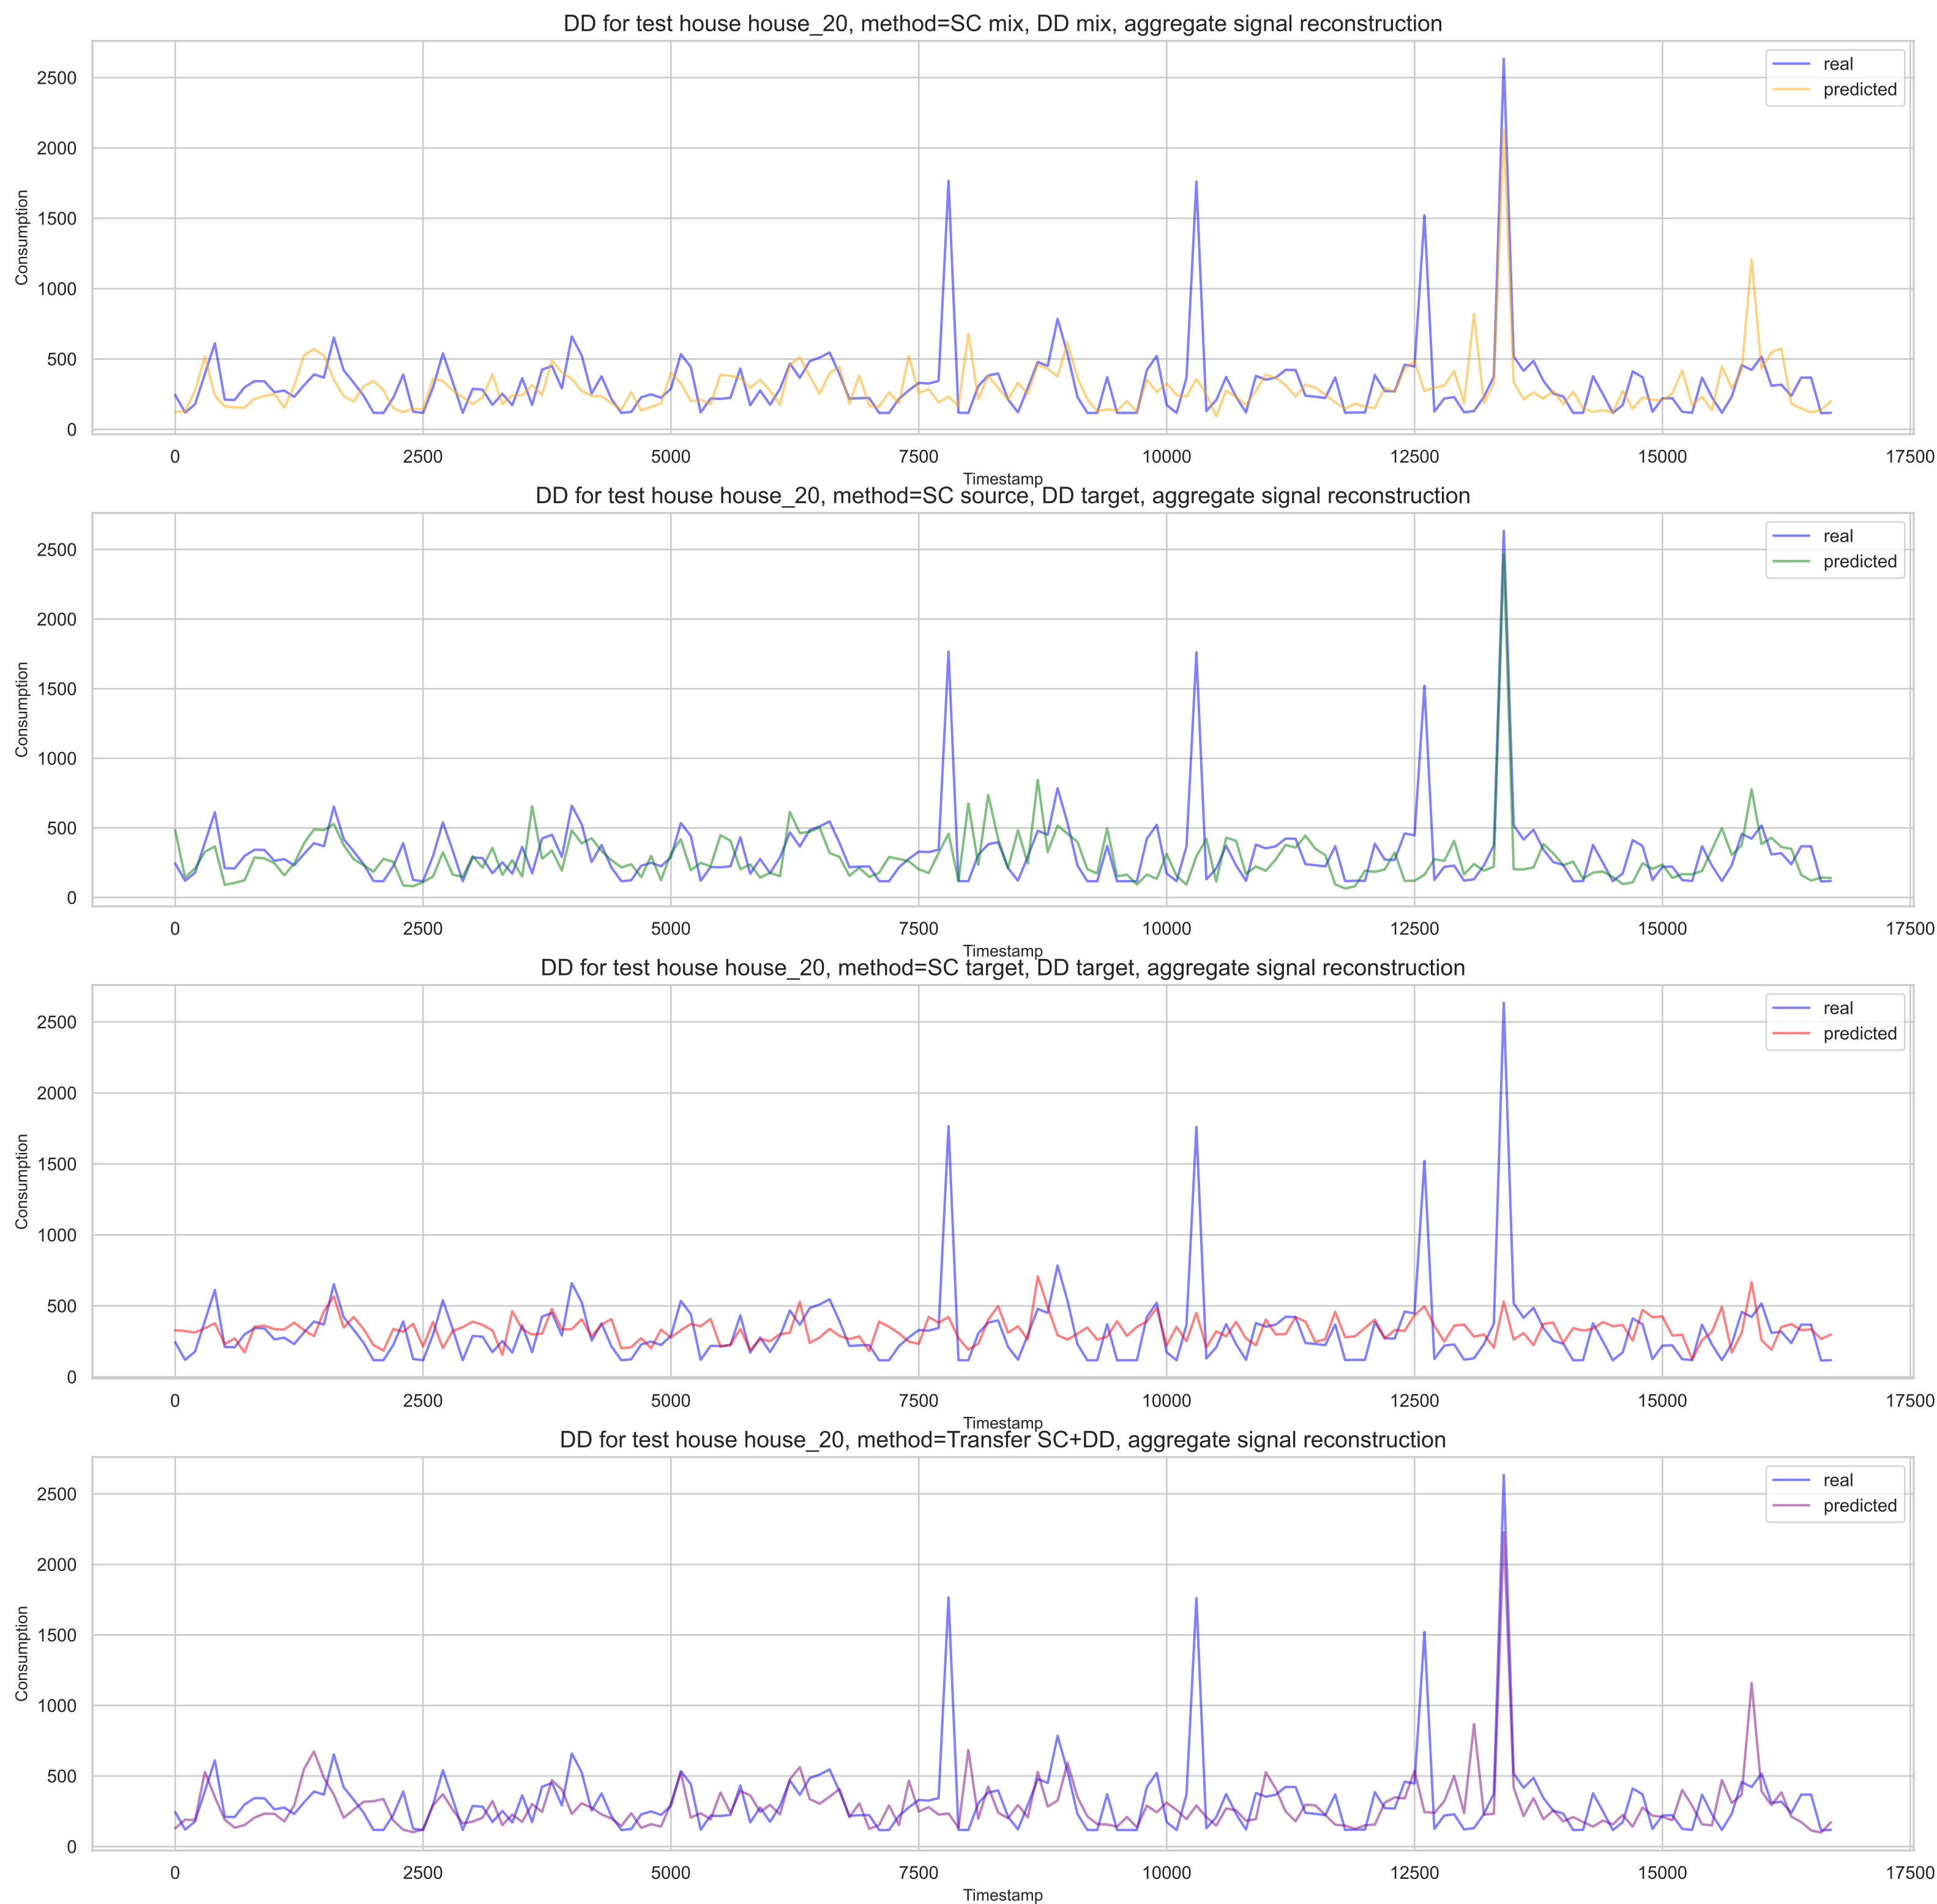 DD for test house house_20, method=SC mix, DD mix, aggregate signal reconstruction
real
predicted
Consumption
2500
2000
1500
1000
500
0
0 2500 5000 7500 10000 12500 15000 17500
Timestamp
DD for test house house_20, method=SC source, DD target, aggregate signal reconstruction
real
predicted
Consumption
2500
2000
1500
1000
500
0
0 2500 5000 7500 10000 12500 15000 17500
Timestamp
DD for test house house_20, method=SC target, DD target, aggregate signal reconstruction
real
predicted
Consumption
2500
2000
1500
1000
500
0
0 2500 5000 7500 10000 12500 15000 17500
Timestamp
DD for test house house_20, method=Transfer SC+DD, aggregate signal reconstruction
real
predicted
Consumption
2500
2000
1500
1000
500
0
0 2500 5000 7500 10000 12500 15000 17500
Timestamp